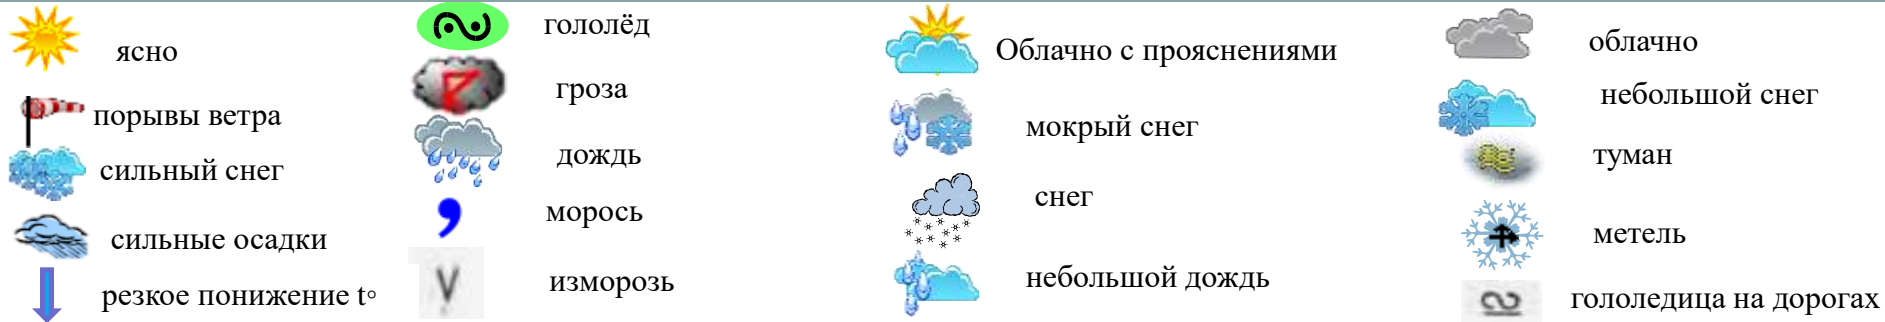 ясно
порывы ветра
сильный снег
сильные осадки
резкое понижение t◦
гололёд
гроза
дождь
морось
изморозь
Облачно с прояснениями
мокрый снег
снег
небольшой дождь
облачно
небольшой снег
туман
метель
гололедица на дорогах